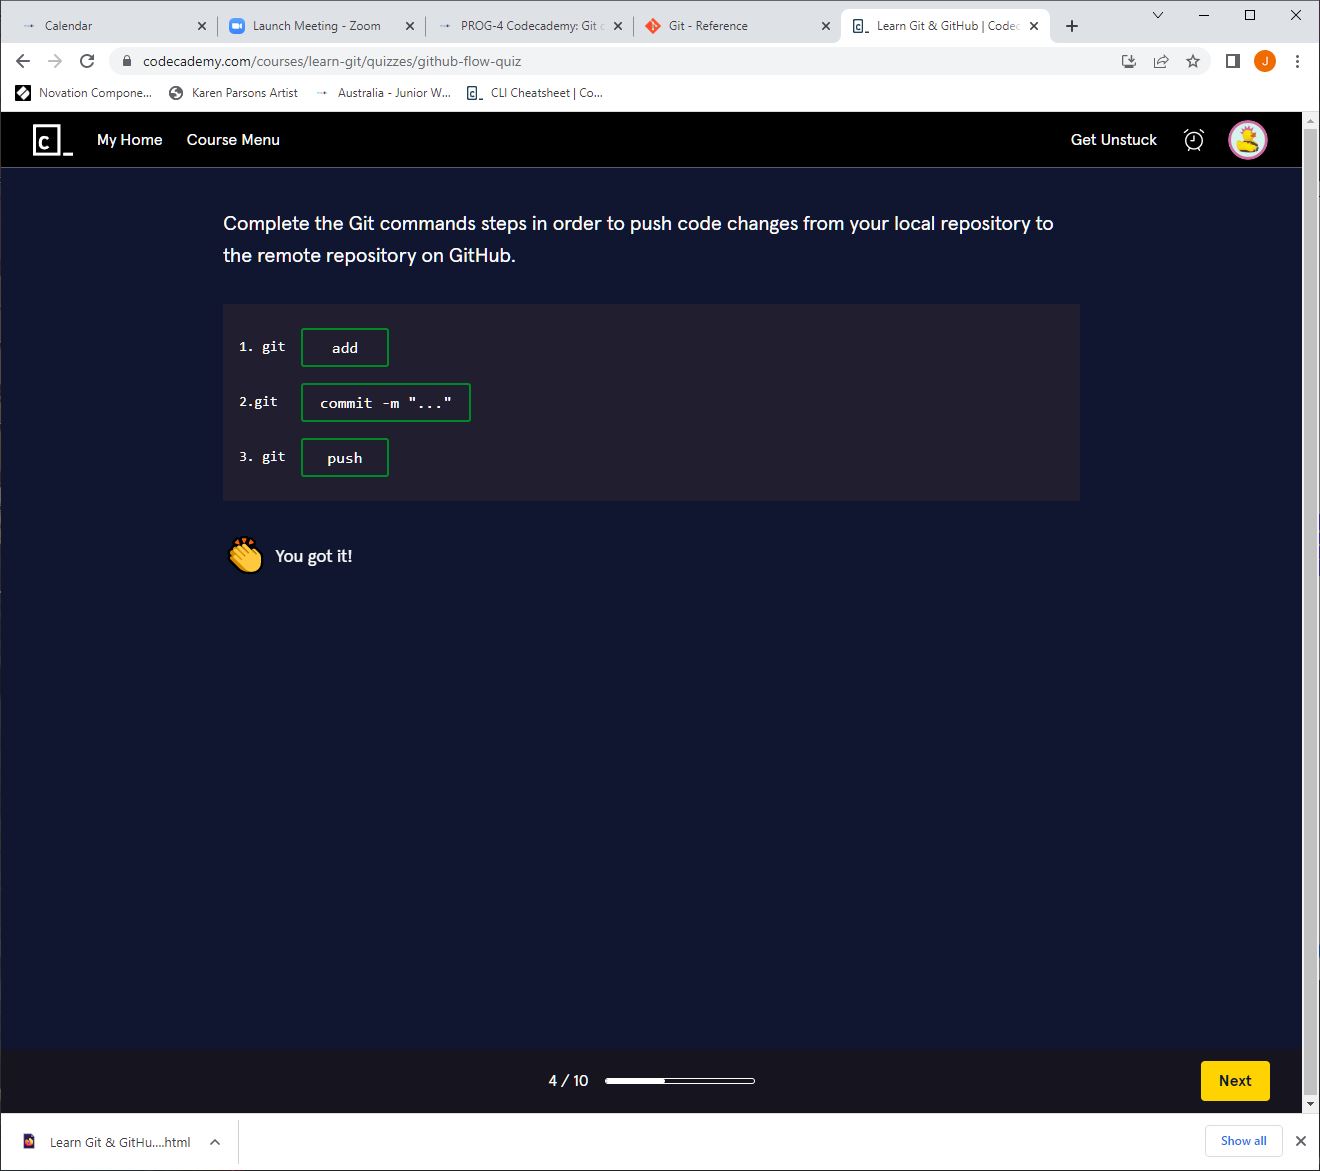 Calendar
Launch Meeting - Zoom
PROG-4 Codecademy: Git
Git - Reference
Learn Git & GitHub | Codec
codecademy.com/courses/learn-git/quizzes/github-flow-quiz
J
Novation Compone...
Karen Parsons Artist
Australia - Junior W...
CLI Cheatsheet | Co...
c_
My Home
Course Menu
Get Unstuck
Complete the Git commands steps in order to push code changes from your local repository to
the remote repository on GitHub.
1. git add
2.git commit -m "..."
3. git push
You got it!
4 / 10
Next
Learn Git & GitHu....html
Show all